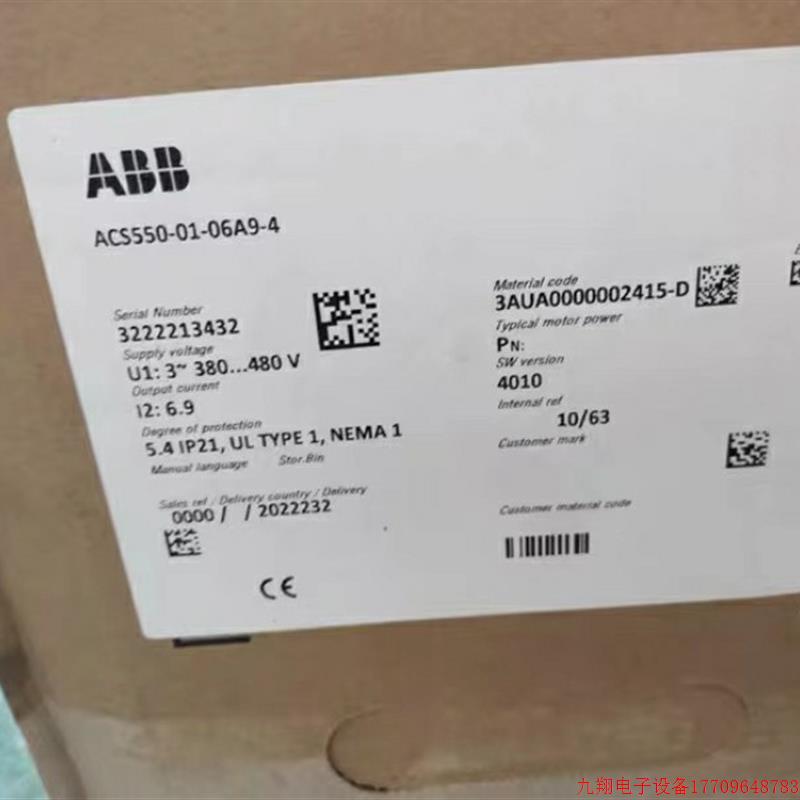 ABB
ACS550-01-06A9-4
Serial Number
3222213432
Supply voltage
U1: 3~ 380...480 V
Output current
I2: 6.9
Degree of protection
5.4 IP21, UL TYPE 1, NEMA 1
Manual language Stor.Bin
Sales ref / Delivery country / Delivery
0000 / / 2022232
CE
Material code
3AUA0000002415-D
Typical motor power
PN:
SW version
4010
Internal ref
10/63
Customer mark
Customer material code
九翔电子设备17709648783